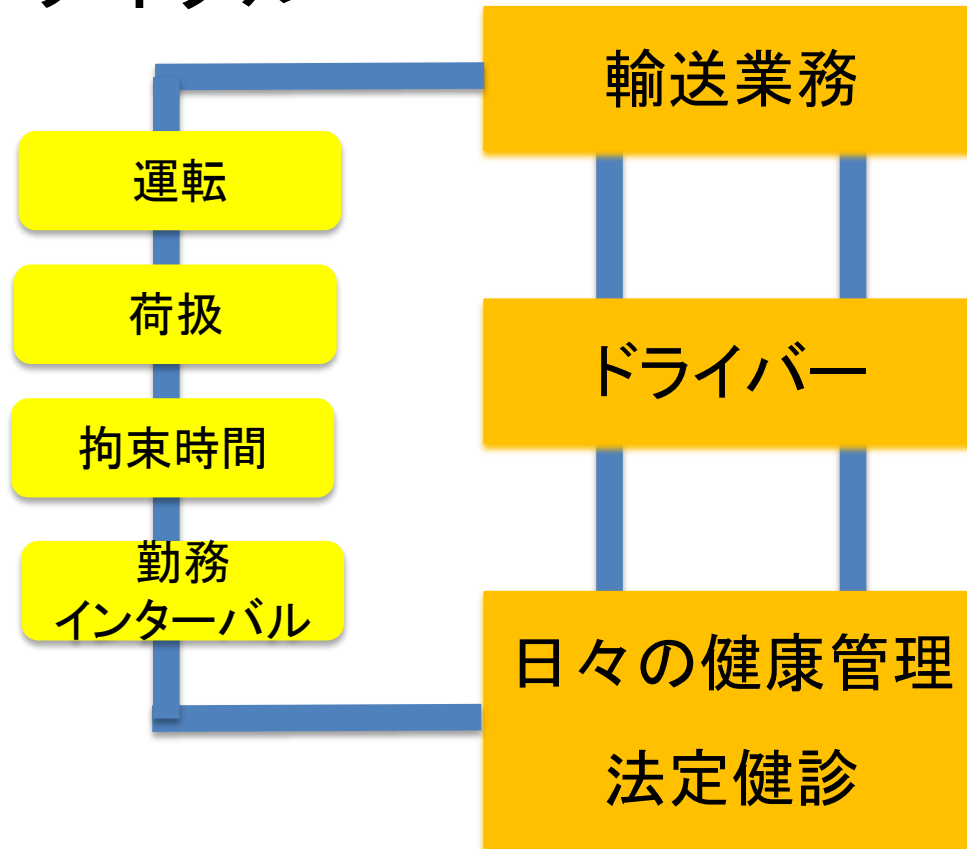 輸送業務
運転
荷扱
ドライバー
拘束時間
勤務
インターバル
日々の健康管理
法定健診